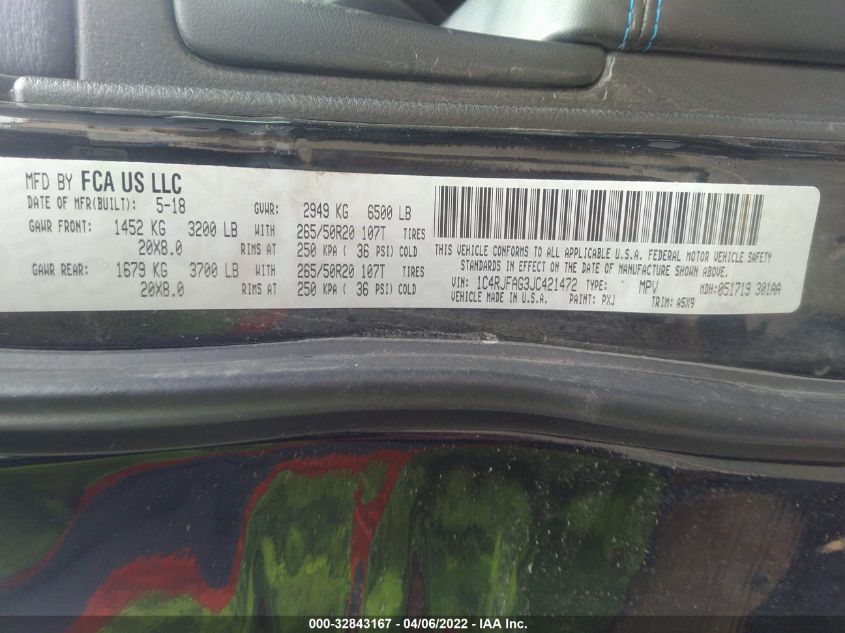 MFD BY FCA US LLC
DATE OF MFR(BUILT): 5-18 GVWR: 2949 KG 6500 LB
GAWR FRONT: 1452 KG 3200 LB WITH 265/50R20 107T TIRES
20X8.0 RIMS AT 250 KPA ( 36 PSI) COLD
GAWR REAR: 1679 KG 3700 LB WITH 265/50R20 107T TIRES
20X8.0 RIMS AT 250 KPA ( 36 PSI) COLD
THIS VEHICLE CONFORMS TO ALL APPLICABLE U.S.A. FEDERAL MOTOR VEHICLE SAFETY
STANDARDS IN EFFECT ON THE DATE OF MANUFACTURE SHOWN ABOVE.
VIN: 1C4RJFAG3JC421472 TYPE: MPV MDH: 051719 301AA
VEHICLE MADE IN U.S.A. PAINT: PXJ TRIM: A5X9
000-32843167 - 04/06/2022 - IAA Inc.